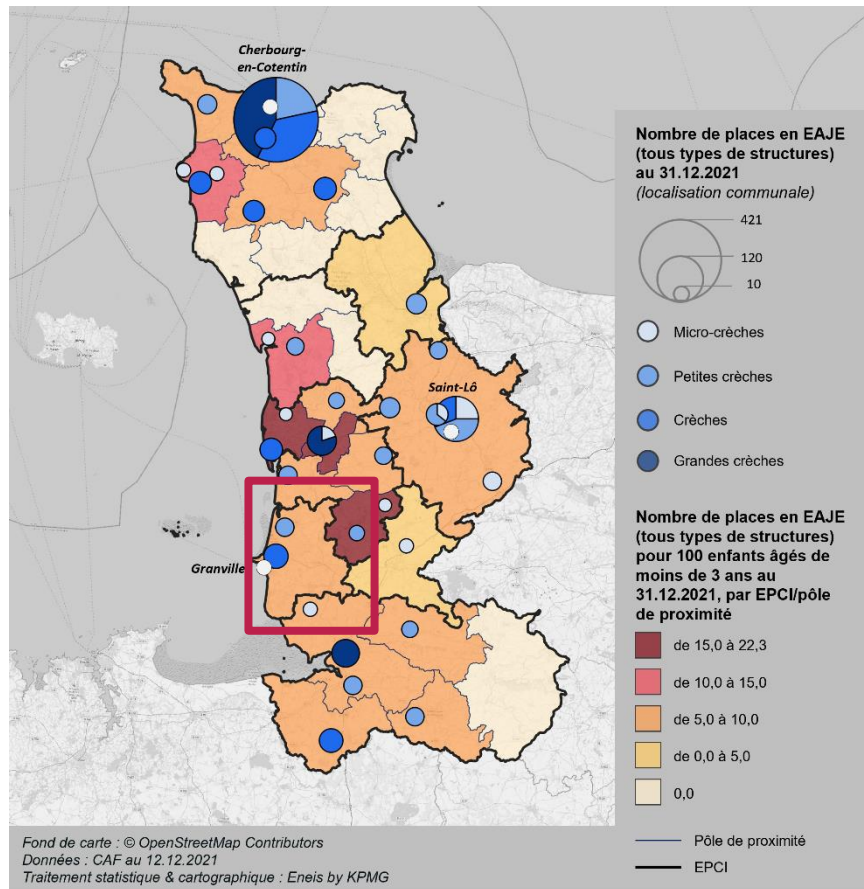 Cherbourg-
en-Cotentin
Saint-Lô
Granville
Nombre de places en EAJE
(tous types de structures)
au 31.12.2021
(localisation communale)
421
120
10
Micro-crèches
Petites crèches
Crèches
Grandes crèches
Nombre de places en EAJE
(tous types de structures)
pour 100 enfants âgés de
moins de 3 ans au
31.12.2021, par EPCI/pôle
de proximité
de 15,0 à 22,3
de 10,0 à 15,0
de 5,0 à 10,0
de 0,0 à 5,0
0,0
Pôle de proximité
EPCI
Fond de carte : © OpenStreetMap Contributors
Données : CAF au 12.12.2021
Traitement statistique & cartographique : Eneis by KPMG